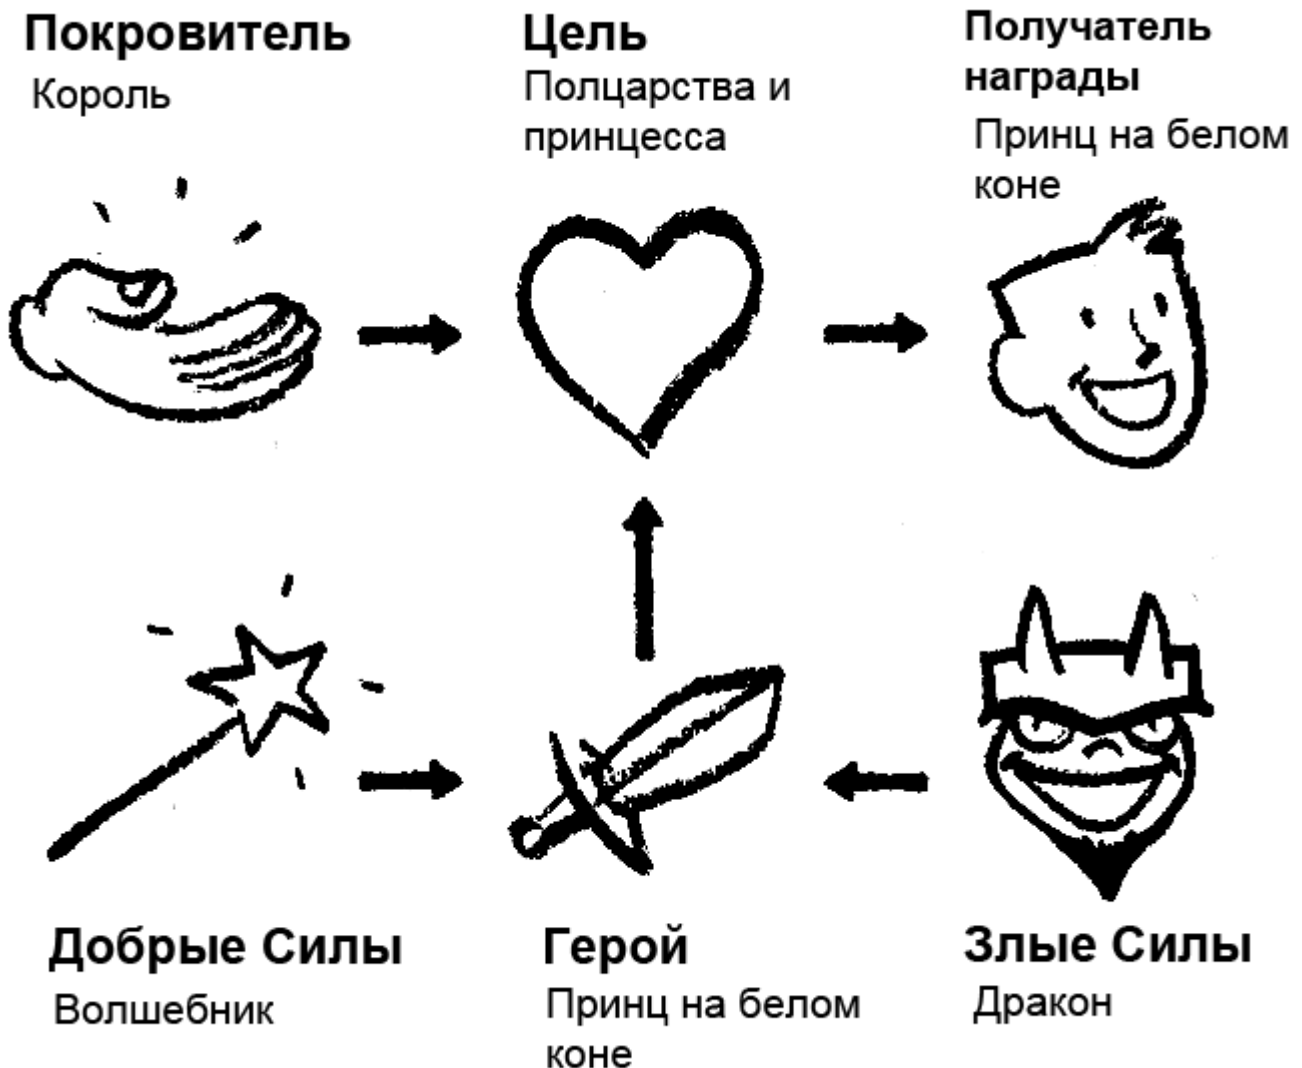 Покровитель
Король
Цель
Полцарства и
принцесса
Получатель
награды
Принц на белом
коне
Добрые Силы
Волшебник
Герой
Принц на белом
коне
Злые Силы
Дракон